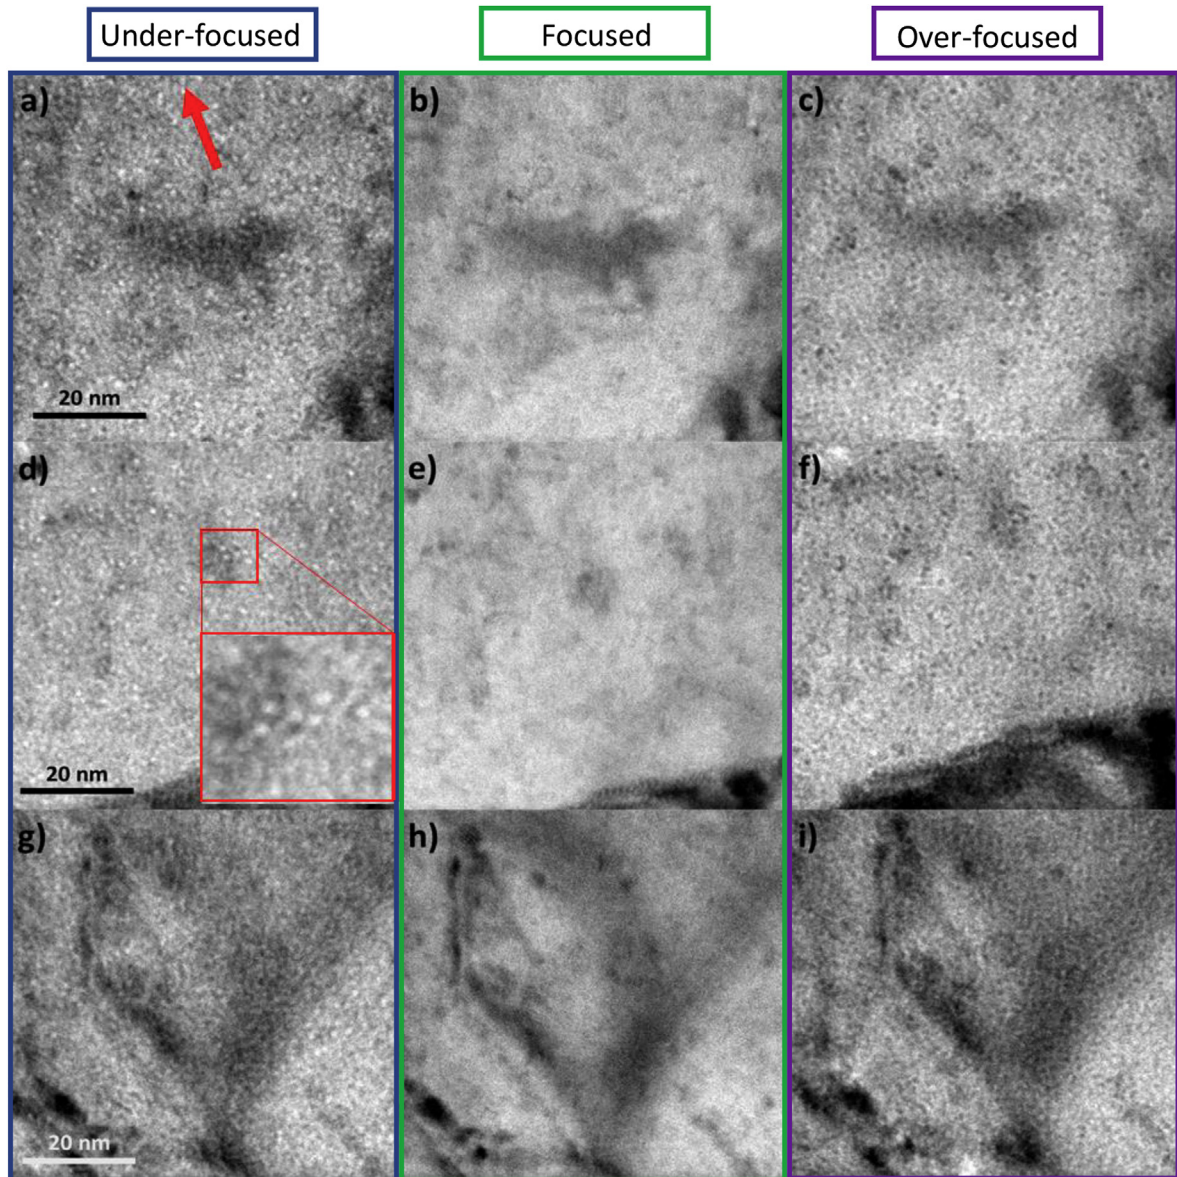 Under-focused
Focused
Over-focused
a)
b)
c)
20 nm
d)
e)
f)
20 nm
g)
h)
i)
20 nm